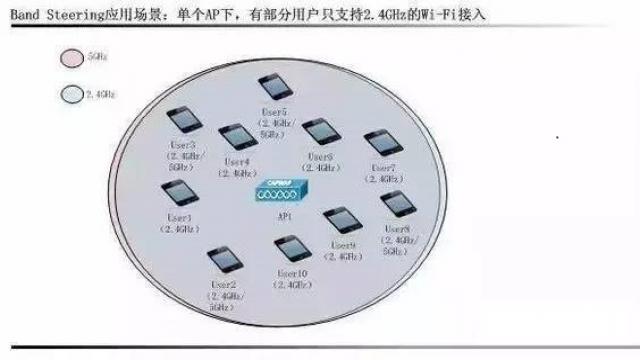 Band Steering应用场景：单个AP下，有部分用户只支持2.4GHz的Wi-Fi接入
5GHz
2.4GHz
User5
(2.4GHz/
5GHz)
User3
(2.4GHz/
5GHz)
User4
(2.4GHz)
User6
(2.4GHz)
User7
(2.4GHz)
CAPWAP
AP1
User1
(2.4GHz)
User9
(2.4GHz)
User8
(2.4GHz/
5GHz)
User2
(2.4GHz/
5GHz)
User10
(2.4GHz)